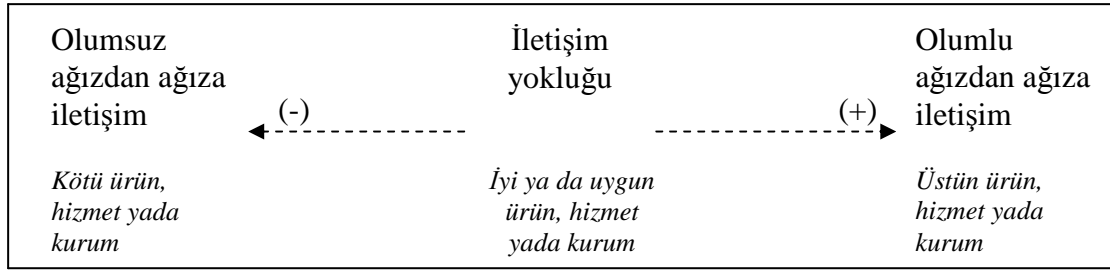 Olumsuz
ağızdan ağıza
iletişim
(-)
İletişim
yokluğu
(+)
Olumlu
ağızdan ağıza
iletişim
Kötü ürün,
hizmet yada
kurum
İyi ya da uygun
ürün, hizmet
yada kurum
Üstün ürün,
hizmet yada
kurum